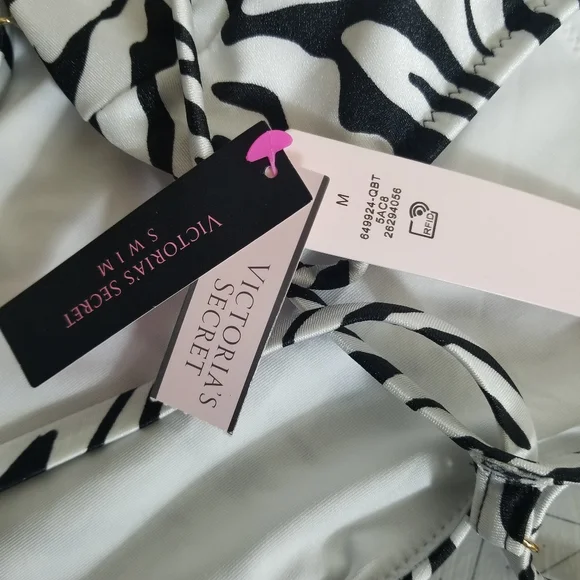 VICTORIA'S SECRET
SWIM
VICTORIA'S
SECRET
M
649924-QBT
5AC8
26294056
RFID